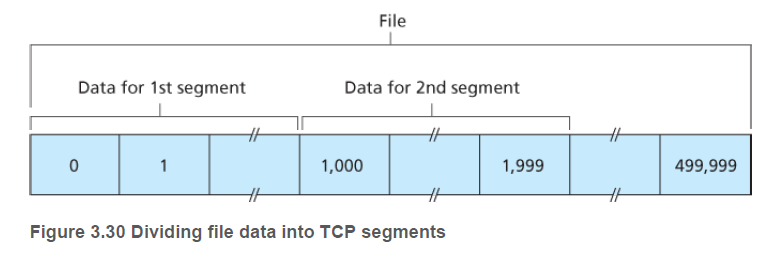 File
Data for 1st segment Data for 2nd segment
0 1 1,000 1,999 499,999
Figure 3.30 Dividing file data into TCP segments